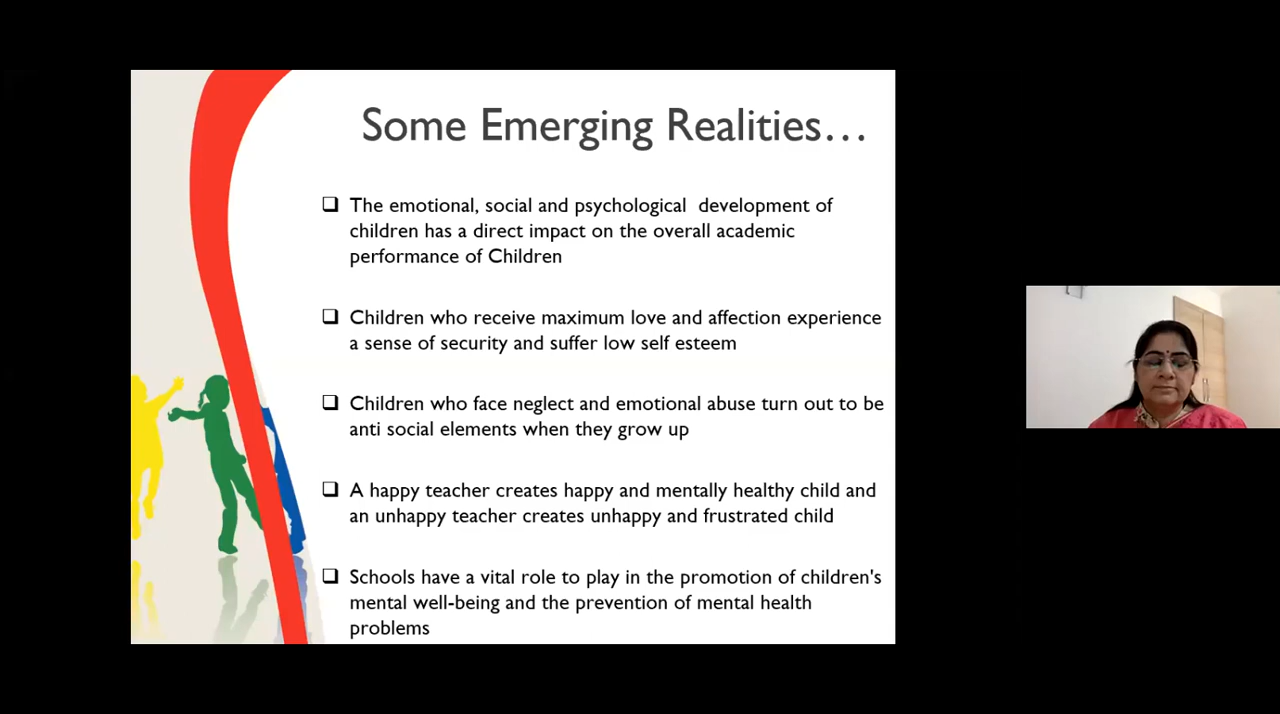 Some Emerging Realities…
❑ The emotional, social and psychological development of
children has a direct impact on the overall academic
performance of Children
❑ Children who receive maximum love and affection experience
a sense of security and suffer low self esteem
❑ Children who face neglect and emotional abuse turn out to be
anti social elements when they grow up
❑ A happy teacher creates happy and mentally healthy child and
an unhappy teacher creates unhappy and frustrated child
❑ Schools have a vital role to play in the promotion of children's
mental well-being and the prevention of mental health
problems